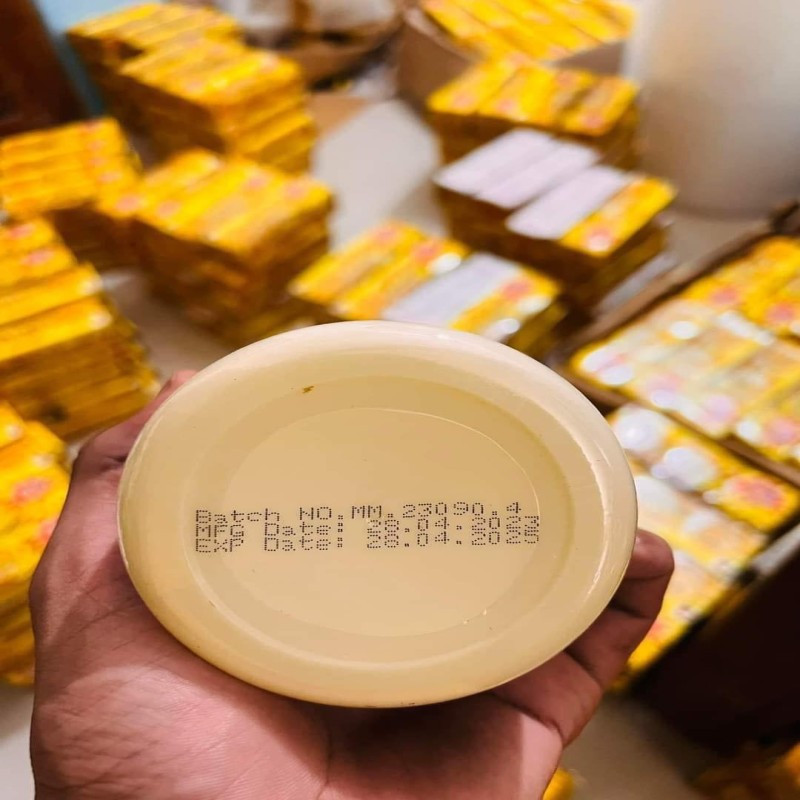 Batch NO.MM.23090.4
MFG Date: 28.04.2023
EXP Date: 28.04.2025